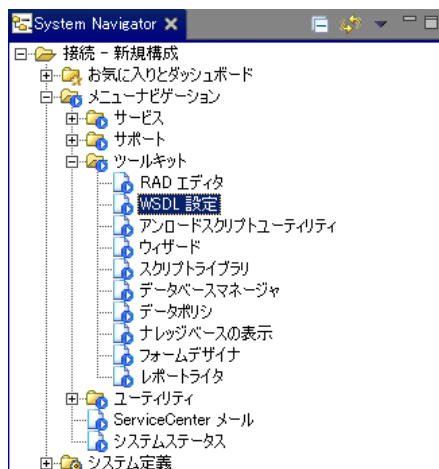 System Navigator
接続 - 新規構成
お気に入りとダッシュボード
メニューナビゲーション
サービス
サポート
ツールキット
RAD エディタ
WSDL 設定
アンロードスクリプトユーティリティ
ウィザード
スクリプトライブラリ
データベースマネージャ
データポリシ
ナレッジベースの表示
フォームデザイナ
レポートライタ
ユーティリティ
ServiceCenter メール
システムステータス
システム定義